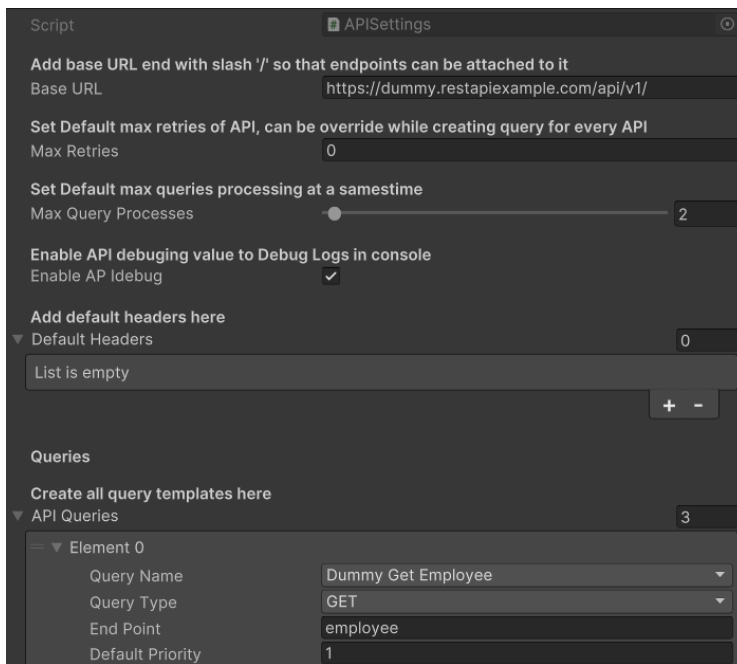 Script APISettings
Add base URL end with slash '/' so that endpoints can be attached to it
Base URL https://dummy.restapiexample.com/api/v1/
Set Default max retries of API, can be override while creating query for every API
Max Retries 0
Set Default max queries processing at a samestime
Max Query Processes 2
Enable API debuging value to Debug Logs in console
Enable AP Idebug
Add default headers here
Default Headers 0
List is empty
+ -
Queries
Create all query templates here
API Queries 3
Element 0
Query Name Dummy Get Employee
Query Type GET
End Point employee
Default Priority 1